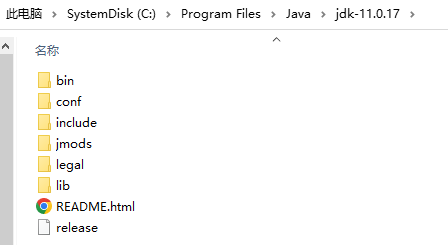 此电脑 > SystemDisk (C:) > Program Files > Java > jdk-11.0.17 >
名称
bin
conf
include
jmods
legal
lib
README.html
release